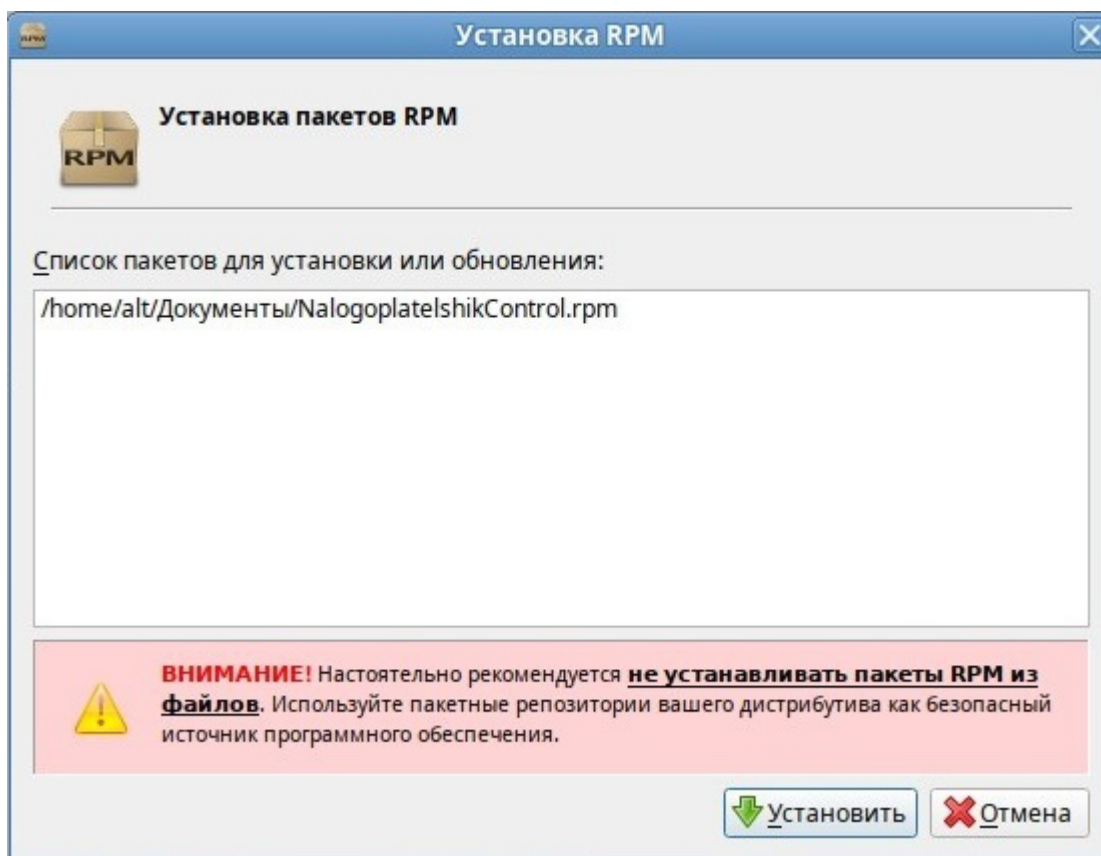 Установка RPM
Установка пакетов RPM
RPM
Список пакетов для установки или обновления:
/home/alt/Документы/NalogoplatelshikControl.rpm
ВНИМАНИЕ! Настоятельно рекомендуется не устанавливать пакеты RPM из
файлов. Используйте пакетные репозитории вашего дистрибутива как безопасный
источник программного обеспечения.
Установить
Отмена